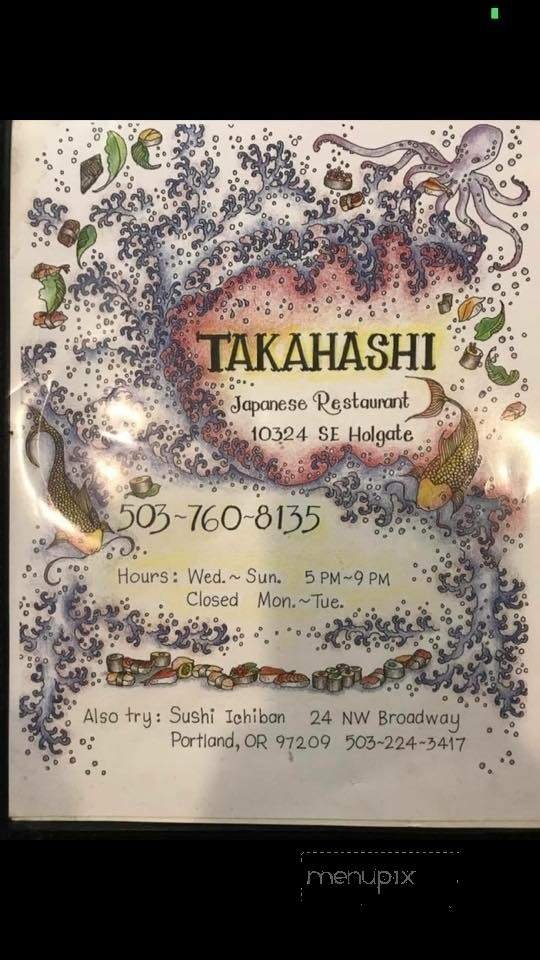 TAKAHASHI
Japanese Restaurant
10324 SE Holgate
503~760~8135
Hours: Wed.~Sun. 5 PM~9 PM
Closed Mon.~Tue.
Also try: Sushi Ichiban 24 NW Broadway
Portland, OR 97209 503~224~3417
menupix